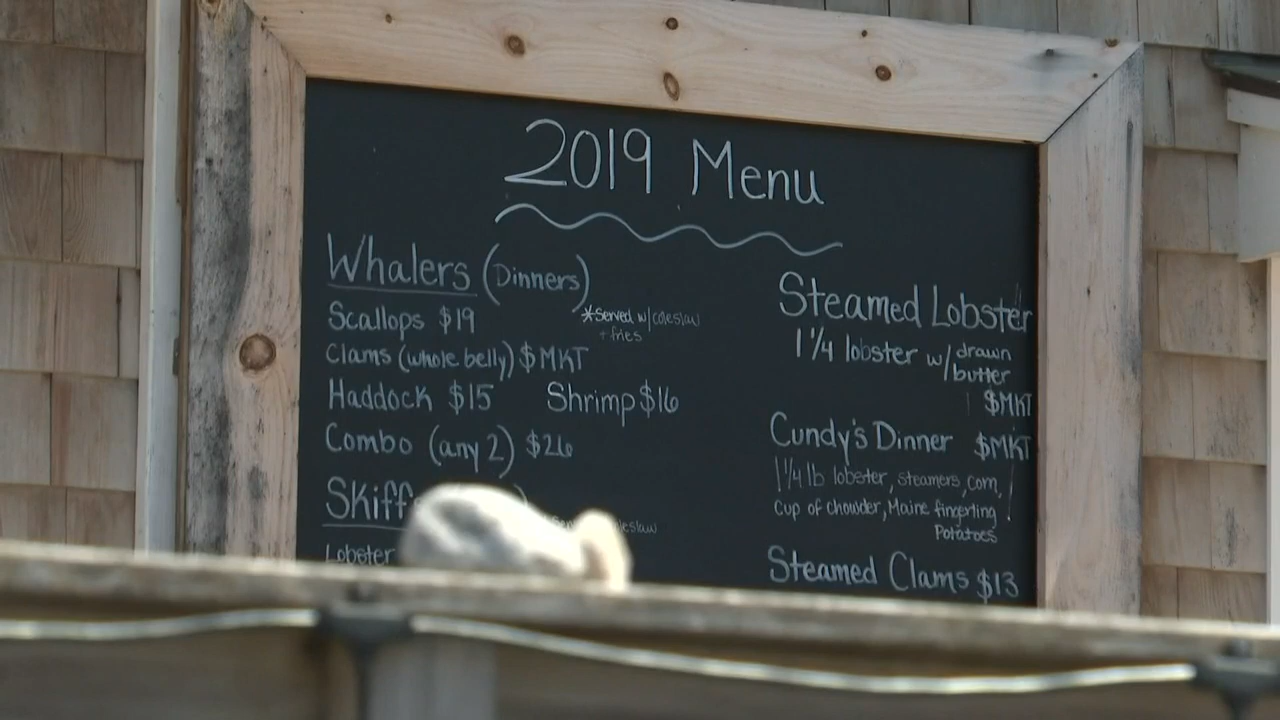 2019 Menu
Whalers (Dinners)
*Served w/ coleslaw
+ fries
Scallops $19
Clams (whole belly) $MKT
Haddock $15 Shrimp $16
Combo (any 2) $26
Skiff
coleslaw
Lobster
Steamed Lobster
1 1/4 lobster w/ drawn
butter
$MKT
Cundy's Dinner $MKT
1 1/4 lb lobster, steamers, corn,
Cup of chowder, Maine fingerling
Potatoes
Steamed Clams $13